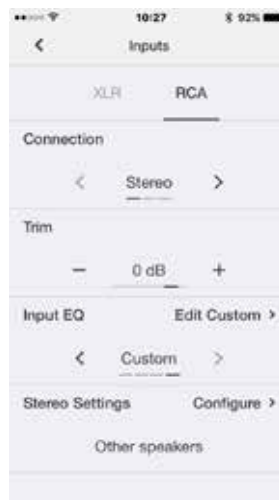 10:27 92%
Inputs
XLR RCA
Connection
< Stereo >
Trim
− 0 dB +
Input EQ Edit Custom >
< Custom >
Stereo Settings Configure >
Other speakers